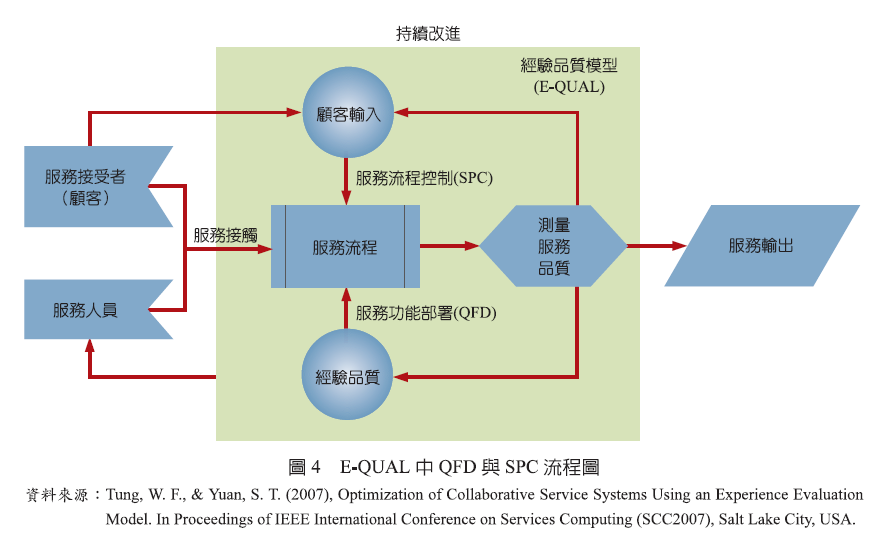 持續改進
經驗品質模型
(E-QUAL)
顧客輸入
服務接受者
（顧客）
服務流程控制(SPC)
服務接觸
服務流程
測量
服務
品質
服務輸出
服務人員
服務功能部署(QFD)
經驗品質
圖 4　E-QUAL 中 QFD 與 SPC 流程圖
資料來源：Tung, W. F., & Yuan, S. T. (2007), Optimization of Collaborative Service Systems Using an Experience Evaluation
Model. In Proceedings of IEEE International Conference on Services Computing (SCC2007), Salt Lake City, USA.